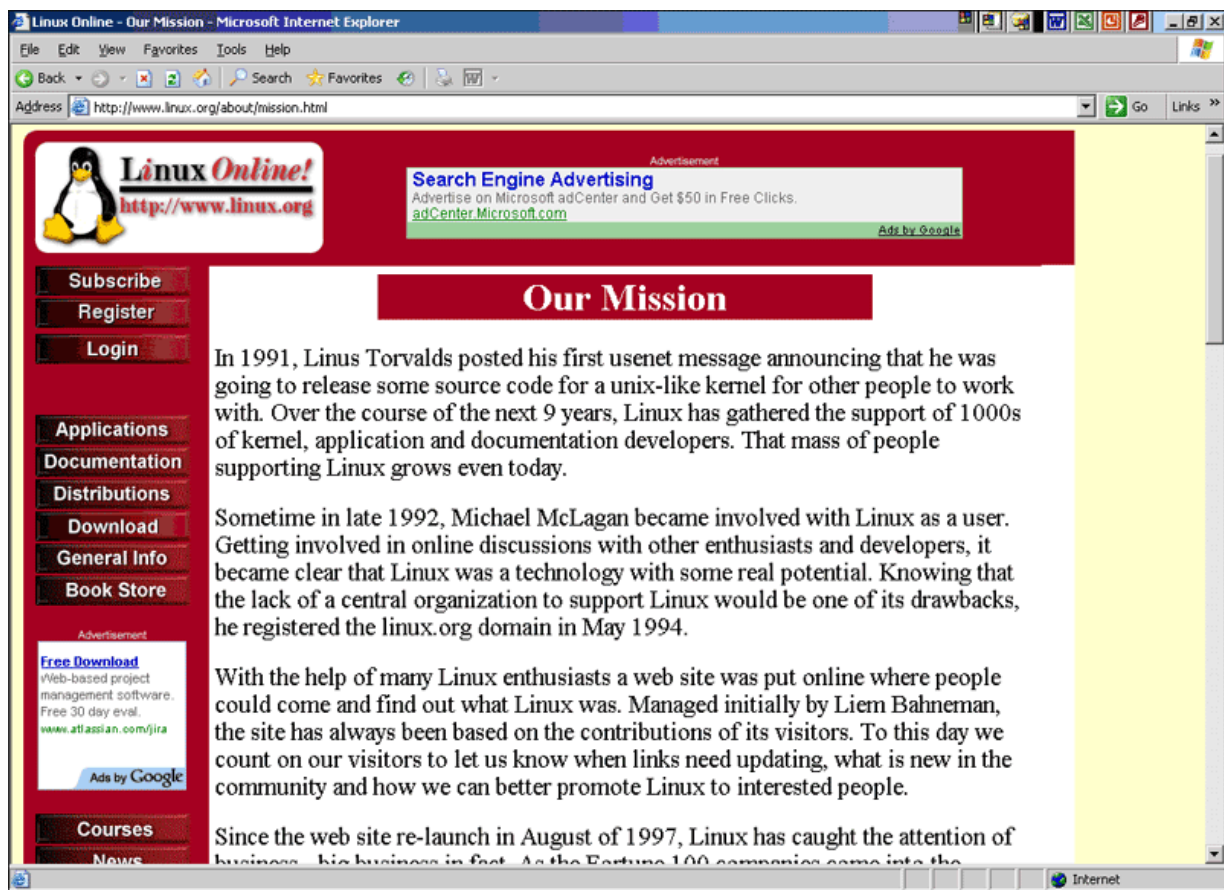 Linux Online - Our Mission - Microsoft Internet Explorer
File Edit View Favorites Tools Help
Back Search Favorites
Address http://www.linux.org/about/mission.html Go Links »
Linux Online!
http://www.linux.org
Advertisement
Search Engine Advertising
Advertise on Microsoft adCenter and Get $50 in Free Clicks.
adCenter.Microsoft.com
Ads by Google
Subscribe
Register
Login
Applications
Documentation
Distributions
Download
General Info
Book Store
Advertisement
Free Download
Web-based project
management software.
Free 30 day eval.
www.atlassian.com/jira
Ads by Google
Courses
News
Our Mission
In 1991, Linus Torvalds posted his first usenet message announcing that he was
going to release some source code for a unix-like kernel for other people to work
with. Over the course of the next 9 years, Linux has gathered the support of 1000s
of kernel, application and documentation developers. That mass of people
supporting Linux grows even today.
Sometime in late 1992, Michael McLagan became involved with Linux as a user.
Getting involved in online discussions with other enthusiasts and developers, it
became clear that Linux was a technology with some real potential. Knowing that
the lack of a central organization to support Linux would be one of its drawbacks,
he registered the linux.org domain in May 1994.
With the help of many Linux enthusiasts a web site was put online where people
could come and find out what Linux was. Managed initially by Liem Bahneman,
the site has always been based on the contributions of its visitors. To this day we
count on our visitors to let us know when links need updating, what is new in the
community and how we can better promote Linux to interested people.
Since the web site re-launch in August of 1997, Linux has caught the attention of
business - big business in fact. As the Fortune 100 companies came into the
Internet